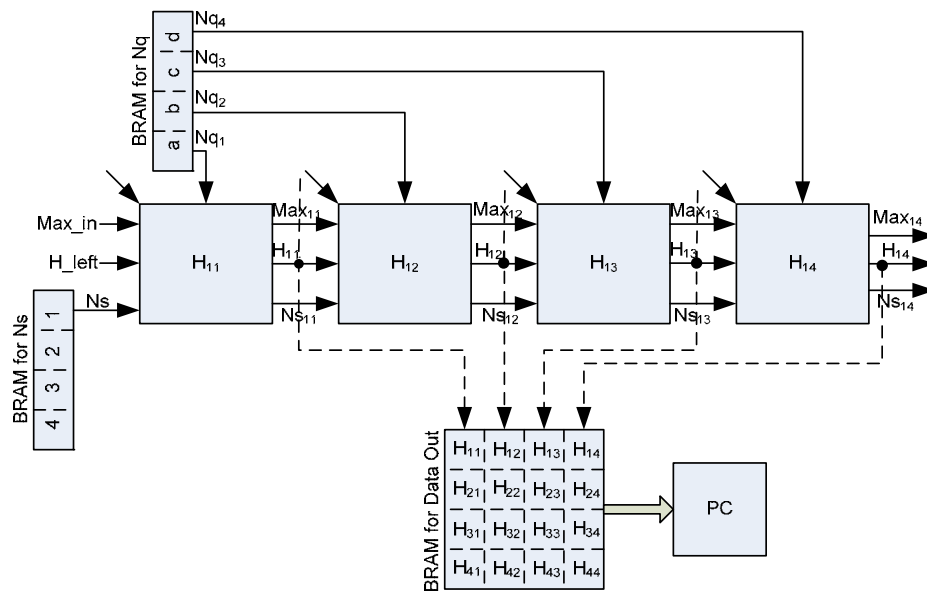 BRAM for Nq
d
c
b
a
Nq₄
Nq₃
Nq₂
Nq₁
Max_in
H_left
Ns
BRAM for Ns
1
2
3
4
H₁₁
Max₁₁
H₁₁
Ns₁₁
H₁₂
Max₁₂
H₁₂
Ns₁₂
H₁₃
Max₁₃
H₁₃
Ns₁₃
H₁₄
Max₁₄
H₁₄
Ns₁₄
BRAM for Data Out
H₁₁ H₁₂ H₁₃ H₁₄
H₂₁ H₂₂ H₂₃ H₂₄
H₃₁ H₃₂ H₃₃ H₃₄
H₄₁ H₄₂ H₄₃ H₄₄
PC